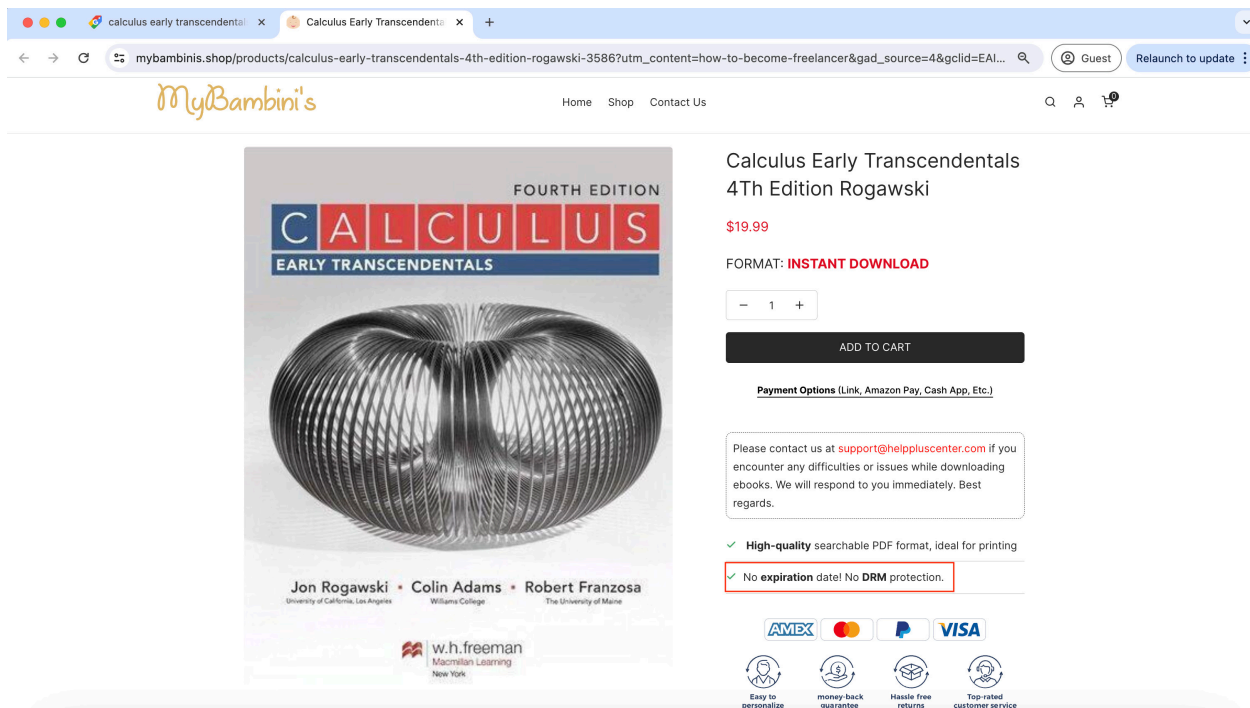 calculus early transcendental
Calculus Early Transcendenta
mybambinis.shop/products/calculus-early-transcendentals-4th-edition-rogawski-3586?utm_content=how-to-become-freelancer&gad_source=4&gclid=EAI...
Guest
Relaunch to update
MyBambini's
Home Shop Contact Us
0
FOURTH EDITION
CALCULUS
EARLY TRANSCENDENTALS
Jon Rogawski • Colin Adams • Robert Franzosa
University of California, Los Angeles Williams College The University of Maine
w.h.freeman
Macmillan Learning
New York
Calculus Early Transcendentals
4Th Edition Rogawski
$19.99
FORMAT: INSTANT DOWNLOAD
− 1 +
ADD TO CART
Payment Options (Link, Amazon Pay, Cash App, Etc.)
Please contact us at support@helppluscenter.com if you
encounter any difficulties or issues while downloading
ebooks. We will respond to you immediately. Best
regards.
High-quality searchable PDF format, ideal for printing
No expiration date! No DRM protection.
AMEX VISA
Easy to personalize
money-back guarantee
Hassle free returns
Top-rated customer service